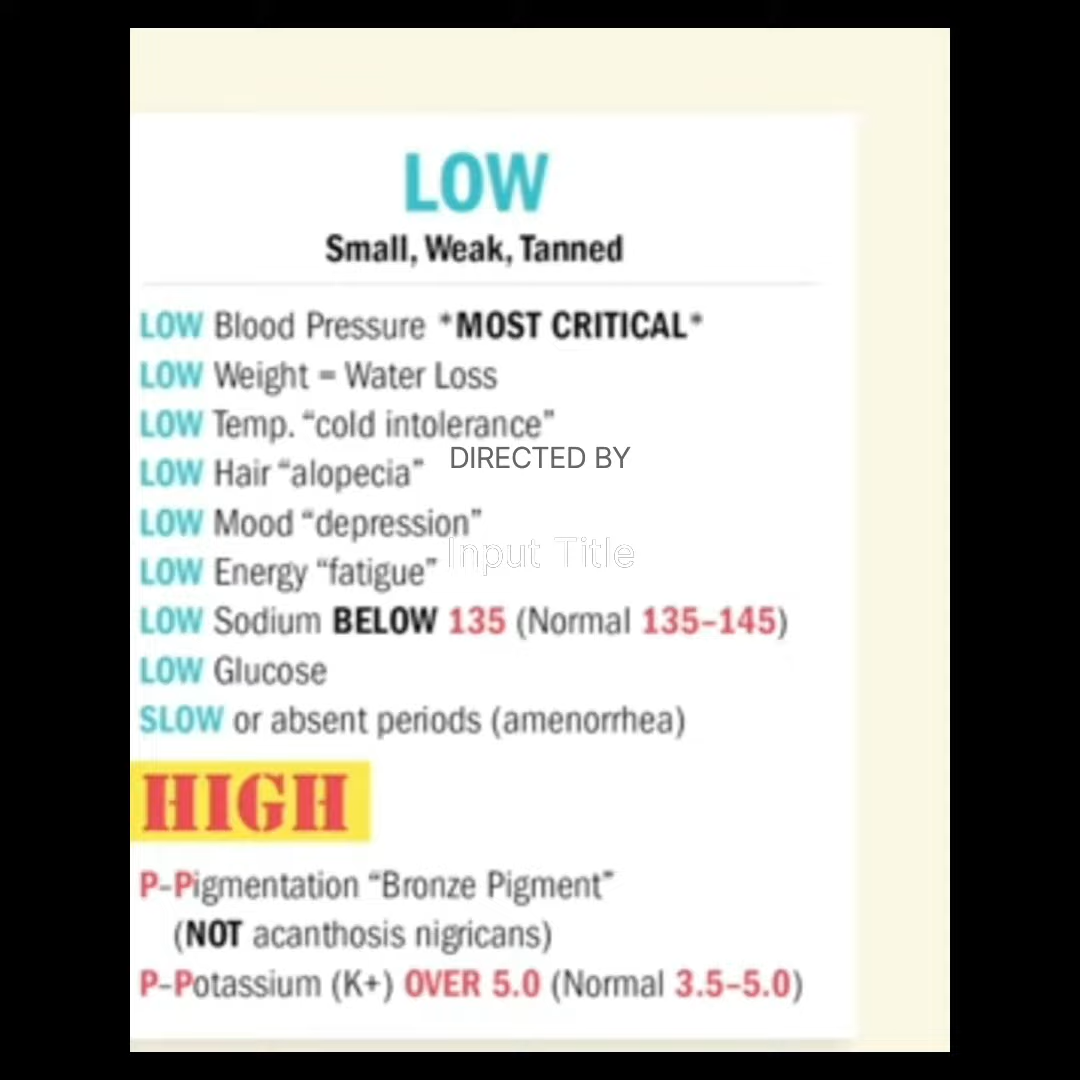 LOW
Small, Weak, Tanned
LOW Blood Pressure *MOST CRITICAL*
LOW Weight = Water Loss
LOW Temp. “cold intolerance”
DIRECTED BY
LOW Hair “alopecia”
LOW Mood “depression”
Input Title
LOW Energy “fatigue”
LOW Sodium BELOW 135 (Normal 135–145)
LOW Glucose
SLOW or absent periods (amenorrhea)
HIGH
P–Pigmentation “Bronze Pigment”
(NOT acanthosis nigricans)
P–Potassium (K+) OVER 5.0 (Normal 3.5–5.0)